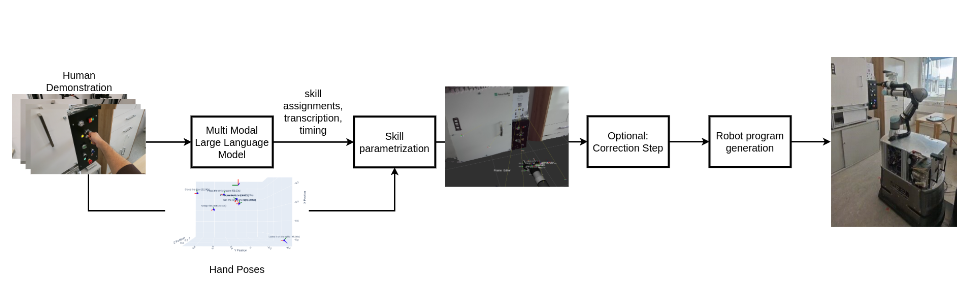 Human
Demonstration
Multi Modal
Large Language
Model
skill
assignments,
transcription,
timing
Skill
parametrization
Optional:
Correction Step
Robot program
generation
Hand Poses